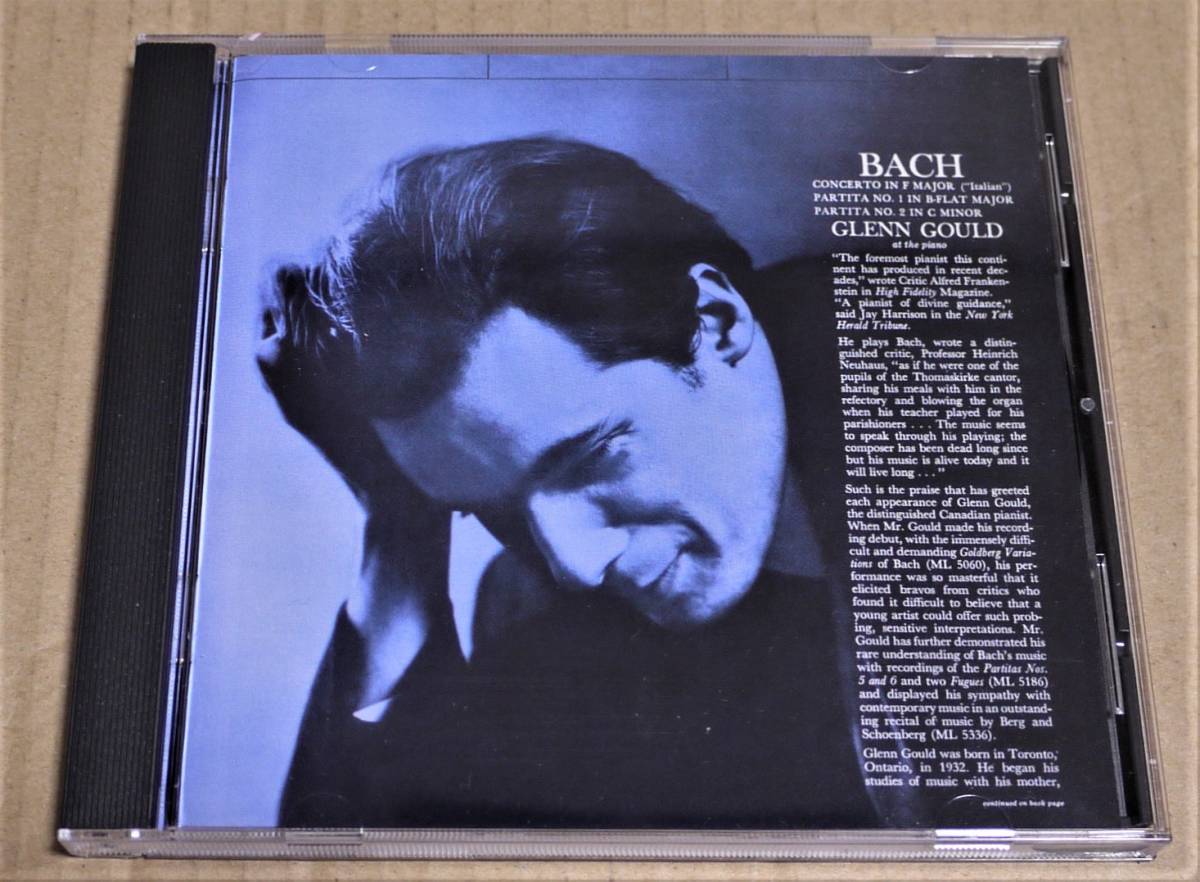 BACH
CONCERTO IN F MAJOR ("Italian")
PARTITA NO. 1 IN B-FLAT MAJOR
PARTITA NO. 2 IN C MINOR
GLENN GOULD
at the piano
"The foremost pianist this conti-
nent has produced in recent dec-
ades," wrote Critic Alfred Franken-
stein in High Fidelity Magazine.
"A pianist of divine guidance,"
said Jay Harrison in the New York
Herald Tribune.
He plays Bach, wrote a distin-
guished critic, Professor Heinrich
Neuhaus, "as if he were one of the
pupils of the Thomaskirke cantor,
sharing his meals with him in the
refectory and blowing the organ
when his teacher played for his
parishioners . . . The music seems
to speak through his playing; the
composer has been dead long since
but his music is alive today and it
will live long . . ."
Such is the praise that has greeted
each appearance of Glenn Gould,
the distinguished Canadian pianist.
When Mr. Gould made his record-
ing debut, with the immensely diffi-
cult and demanding Goldberg Varia-
tions of Bach (ML 5060), his per-
formance was so masterful that it
elicited bravos from critics who
found it difficult to believe that a
young artist could offer such prob-
ing, sensitive interpretations. Mr.
Gould has further demonstrated his
rare understanding of Bach's music
with recordings of the Partitas Nos.
5 and 6 and two Fugues (ML 5186)
and displayed his sympathy with
contemporary music in an outstand-
ing recital of music by Berg and
Schoenberg (ML 5336).
Glenn Gould was born in Toronto,
Ontario, in 1932. He began his
studies of music with his mother,
continued on back page